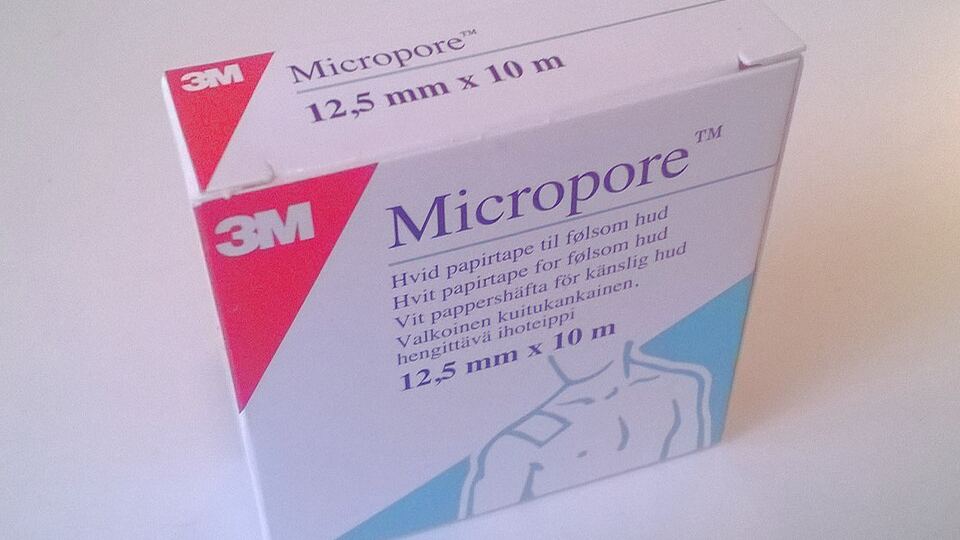 3M
Micropore™
12,5 mm x 10 m
3M
Micropore™
Hvid papirtape til følsom hud
Hvit papirtape for følsom hud
Vit pappershäfta för känslig hud
Valkoinen kuitukankainen.
hengittävä ihoteippi
12,5 mm x 10 m